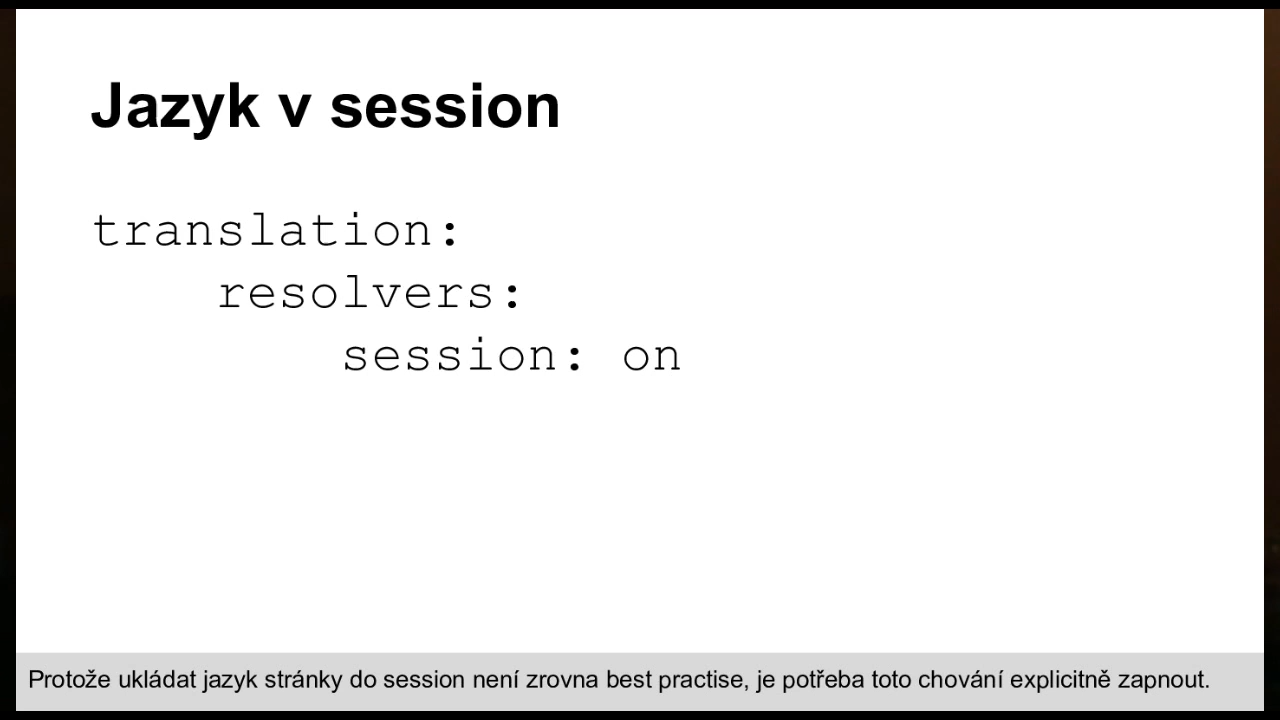 Jazyk v session
translation:
    resolvers:
        session: on
Protože ukládat jazyk stránky do session není zrovna best practise, je potřeba toto chování explicitně zapnout.